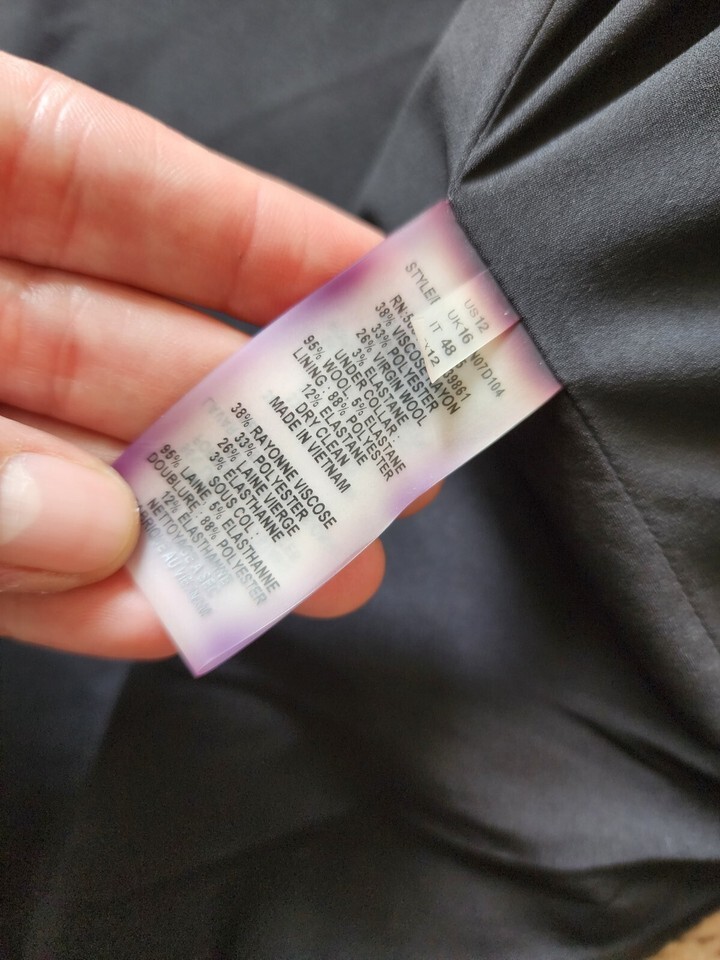 US12
UK16
IT 48
38% VISCOSE
33% POLYESTER
26% VIRGIN WOOL
3% ELASTANE
UNDER COLLAR:
95% WOOL, 5% ELASTANE
LINING : 88% POLYESTER
12% ELASTANE
DRY CLEAN
MADE IN VIETNAM
38% RAYONNE VISCOSE
33% POLYESTER
26% LAINE VIERGE
3% ELASTHANNE
SOUS COL :
95% LAINE, 5% ELASTHANNE
DOUBLURE : 88% POLYESTER
12% ELASTHANNE